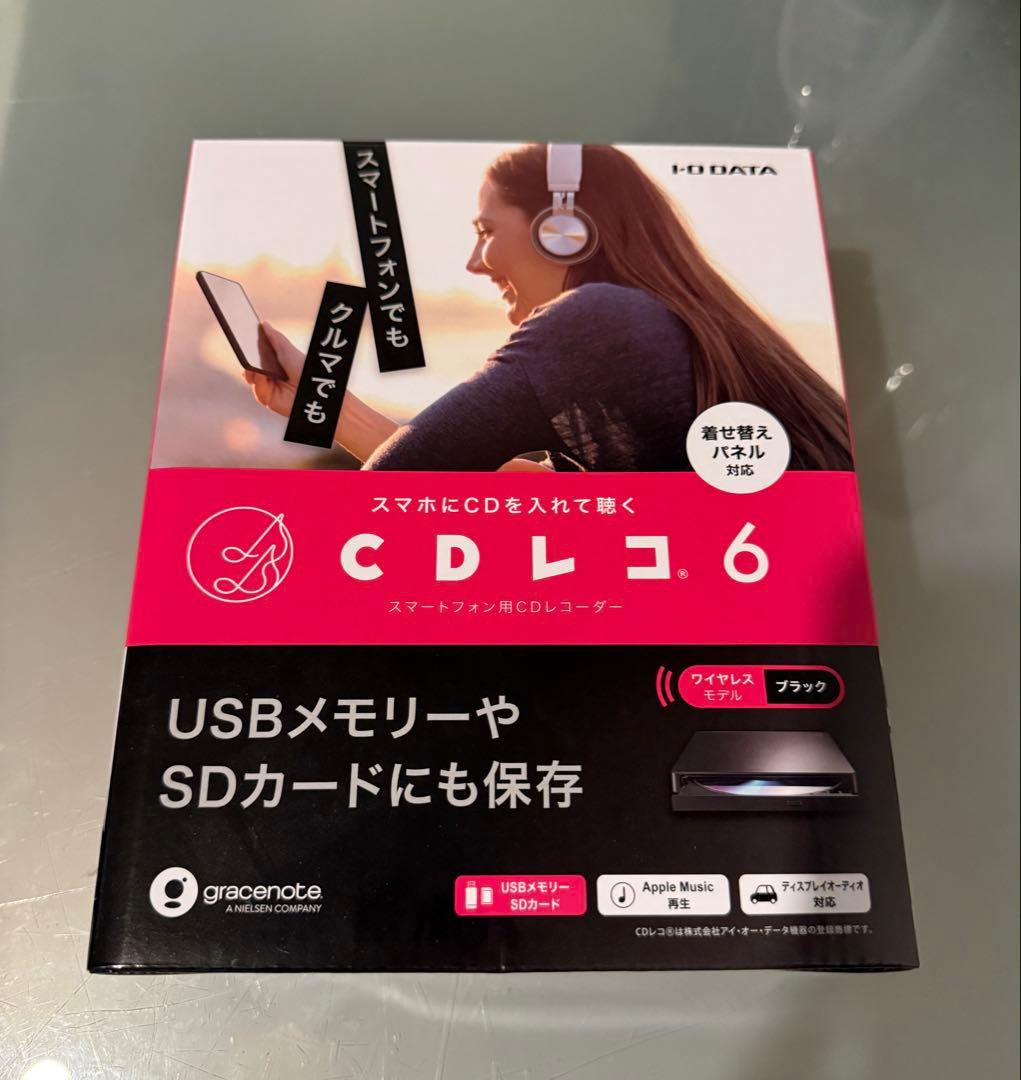 I-O DATA
スマートフォンでも
クルマでも
着せ替え
パネル
対応
スマホにCDを入れて聴く
CDレコ® 6
スマートフォン用CDレコーダー
ワイヤレス
モデル
ブラック
USBメモリーや
SDカードにも保存
gracenote.
A NIELSEN COMPANY
USBメモリー
SDカード
Apple Music
再生
ディスプレイオーディオ
対応
CDレコ®は株式会社アイ・オー・データ機器の登録商標です。